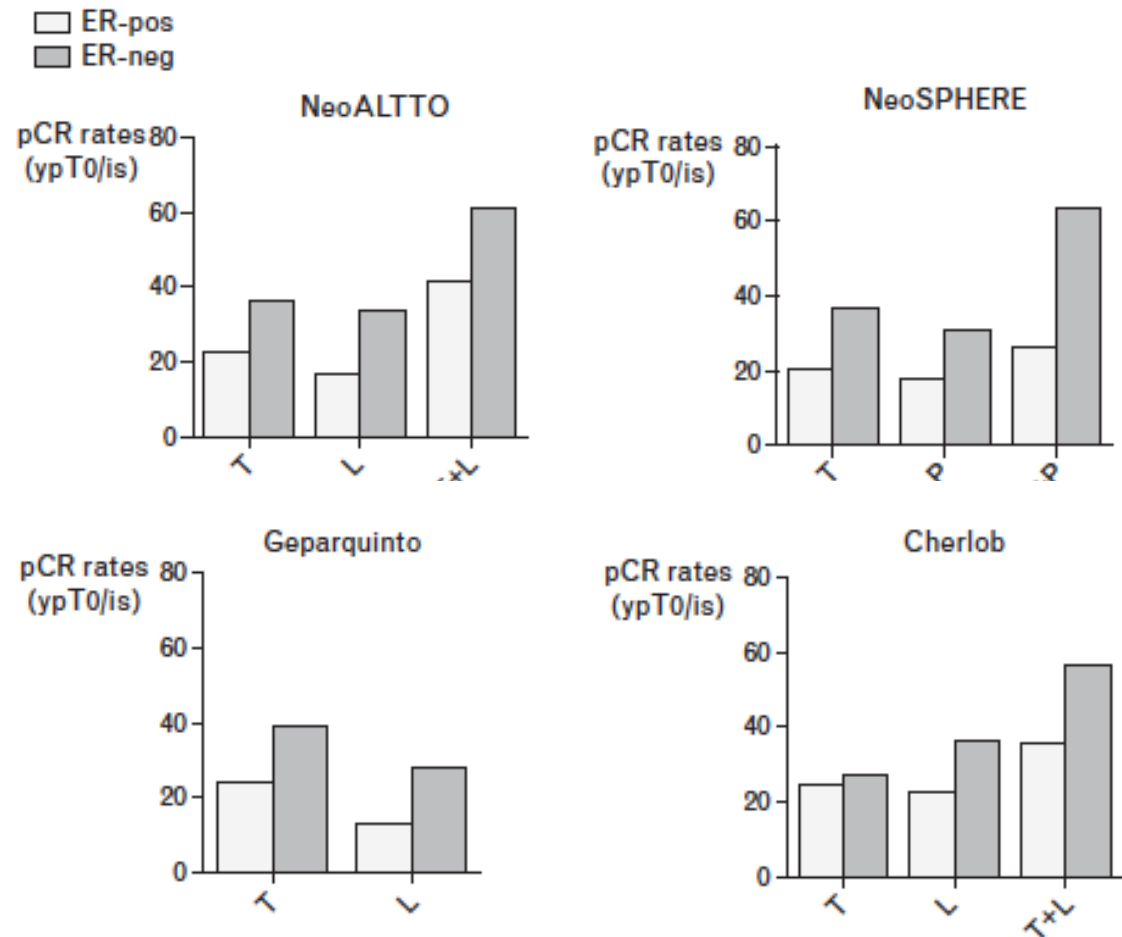 ER-pos
ER-neg
NeoALTTO
pCR rates
(ypT0/is)
80
60
40
20
0
T
L
NeoSPHERE
pCR rates
(ypT0/is)
80
60
40
20
0
T
P
Geparquinto
pCR rates
(ypT0/is)
80
60
40
20
0
T
L
Cherlob
pCR rates
(ypT0/is)
80
60
40
20
0
T
L
T+L